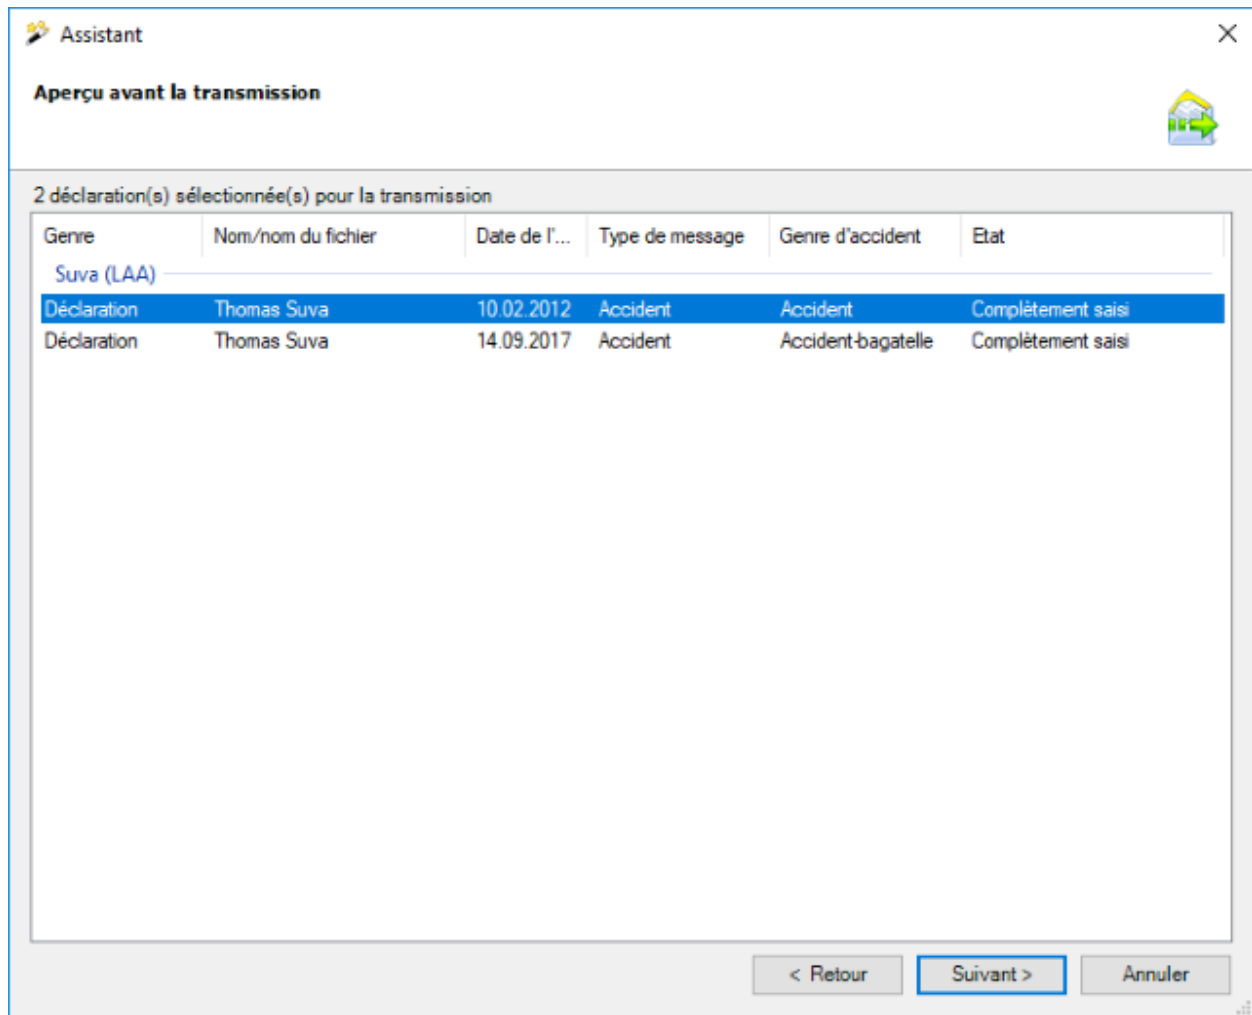 Assistant
Aperçu avant la transmission
2 déclaration(s) sélectionnée(s) pour la transmission
Genre Nom/nom du fichier Date de l'... Type de message Genre d'accident Etat
Suva (LAA)
Déclaration Thomas Suva 10.02.2012 Accident Accident Complètement saisi
Déclaration Thomas Suva 14.09.2017 Accident Accident-bagatelle Complètement saisi
< Retour Suivant > Annuler